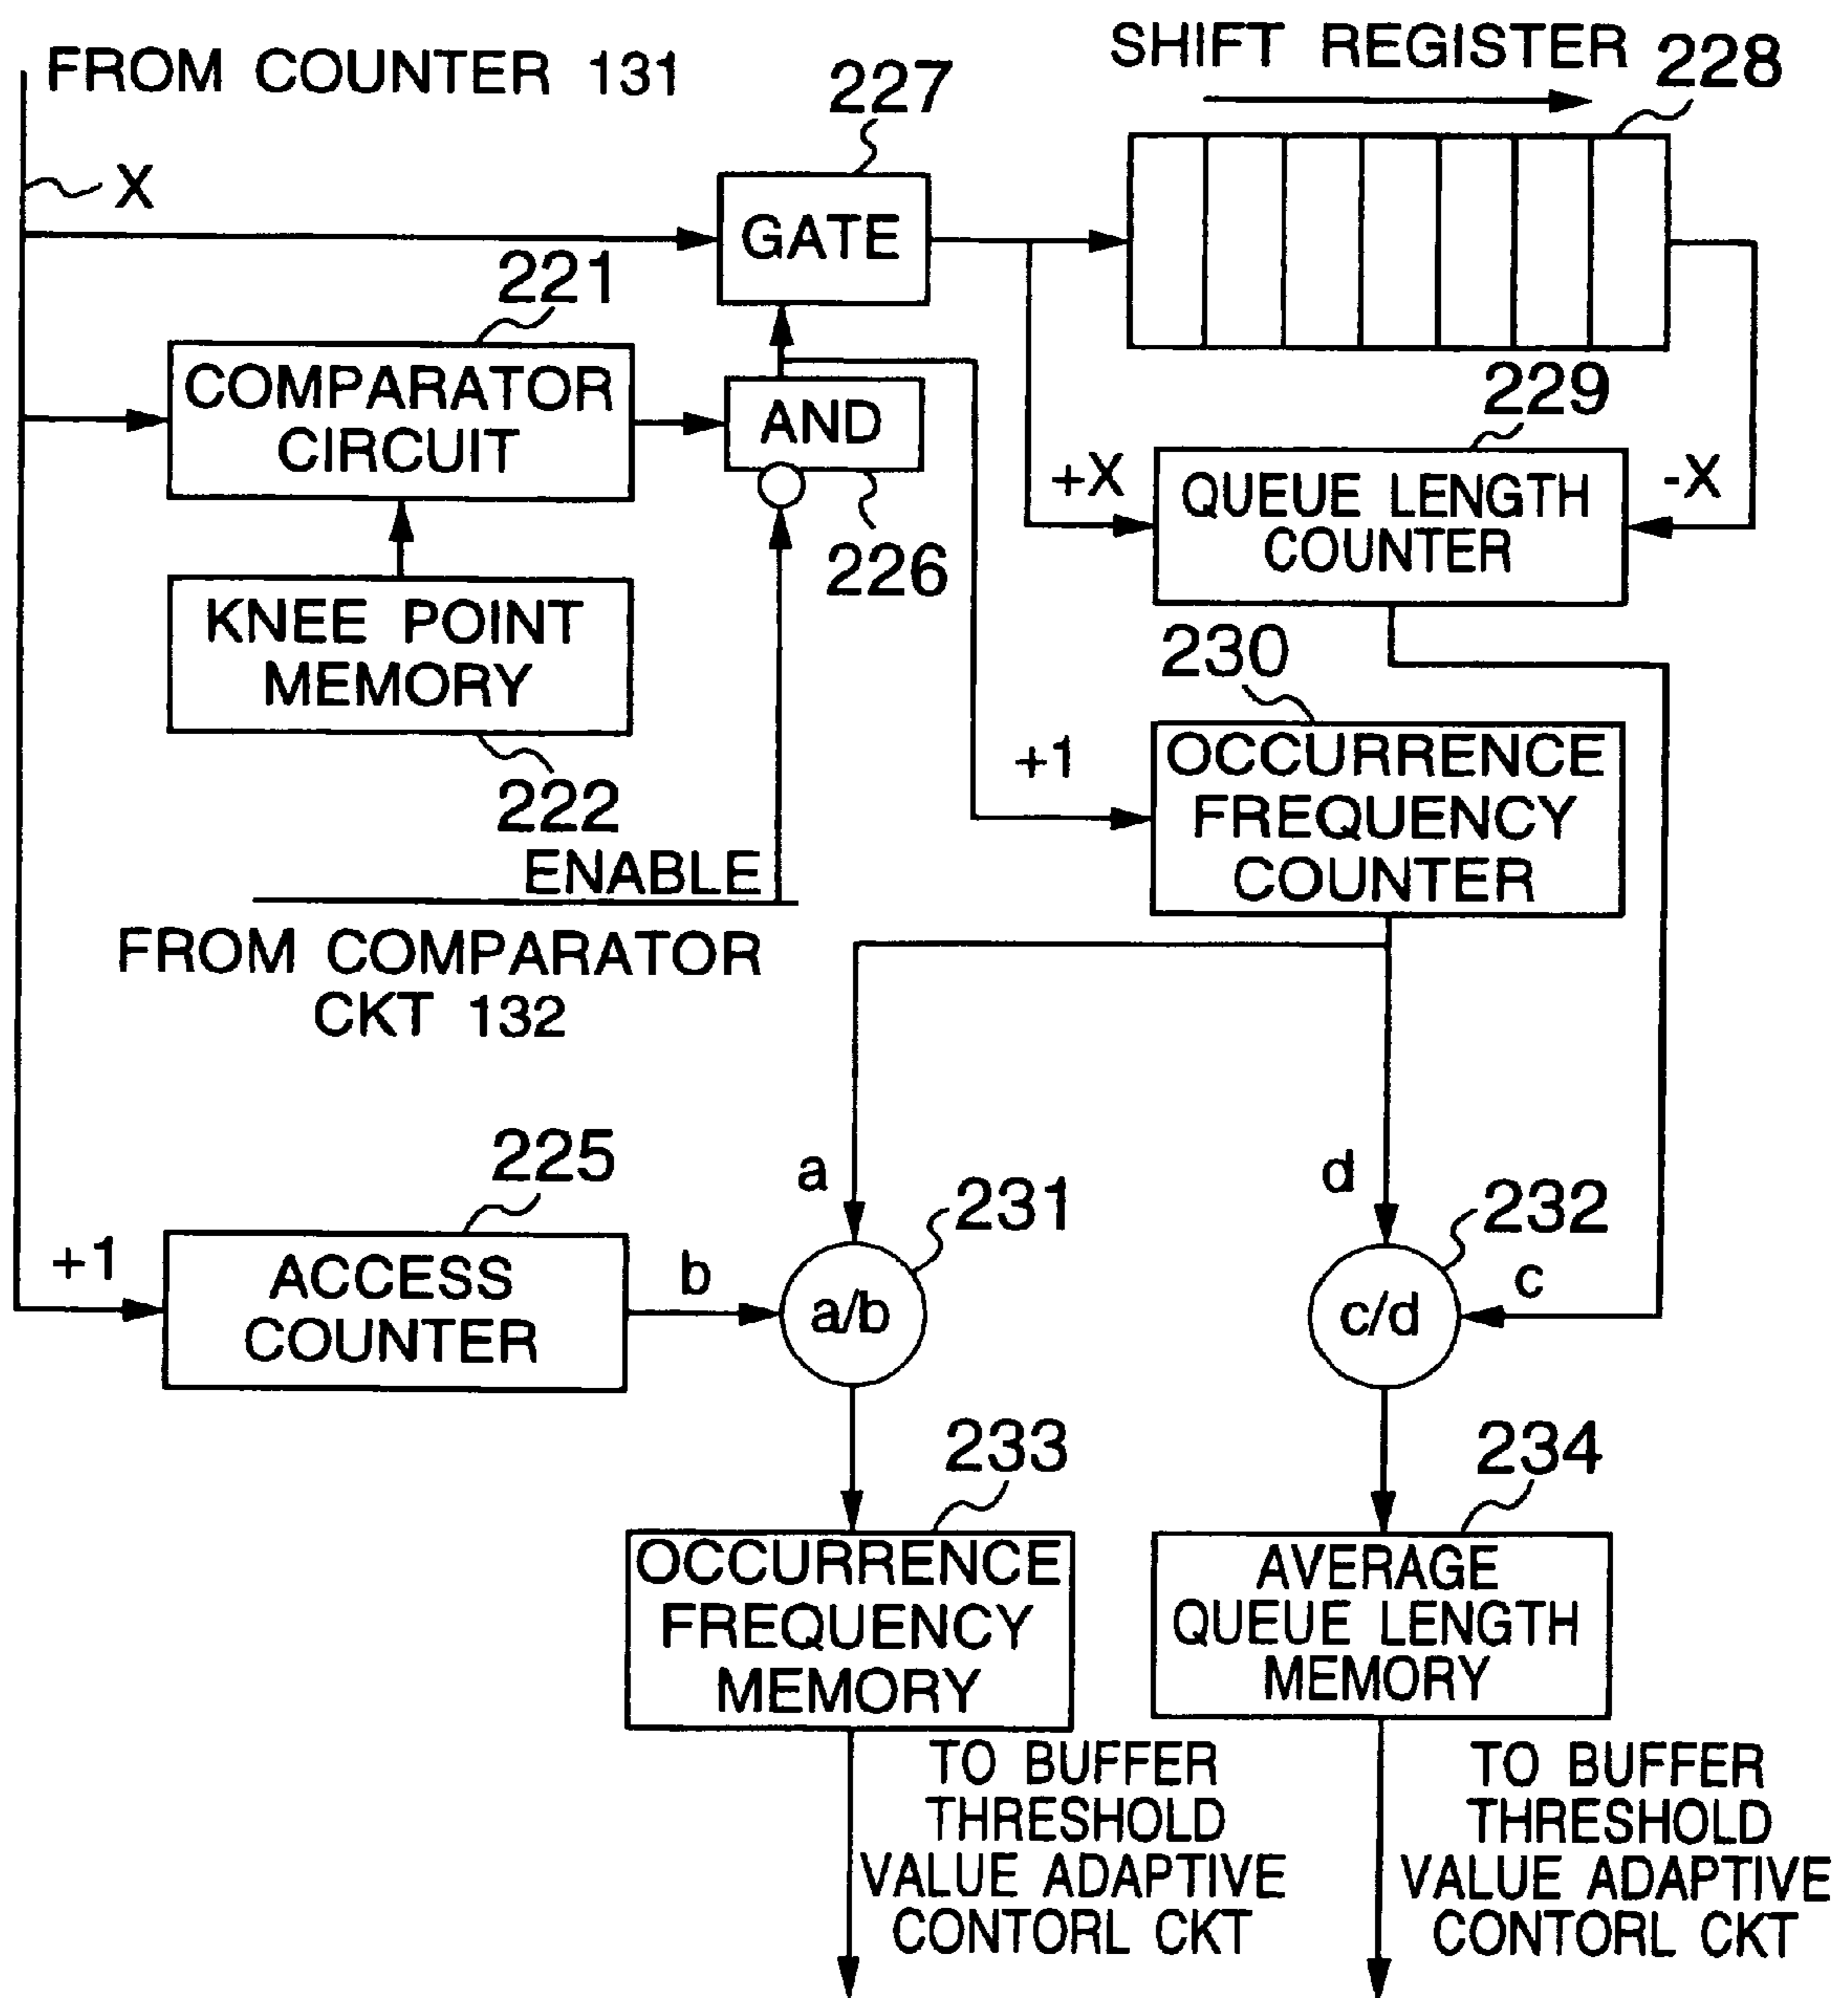 FROM COUNTER 131
SHIFT REGISTER 228
227
X
GATE
221
COMPARATOR
CIRCUIT
AND
226
229
+X
-X
QUEUE LENGTH
COUNTER
KNEE POINT
MEMORY
222
230
+1
OCCURRENCE
FREQUENCY
COUNTER
ENABLE
FROM COMPARATOR
CKT 132
225
+1
ACCESS
COUNTER
b
a
231
a/b
d
232
c
c/d
233
OCCURRENCE
FREQUENCY
MEMORY
234
AVERAGE
QUEUE LENGTH
MEMORY
TO BUFFER
THRESHOLD
VALUE ADAPTIVE
CONTORL CKT
TO BUFFER
THRESHOLD
VALUE ADAPTIVE
CONTORL CKT